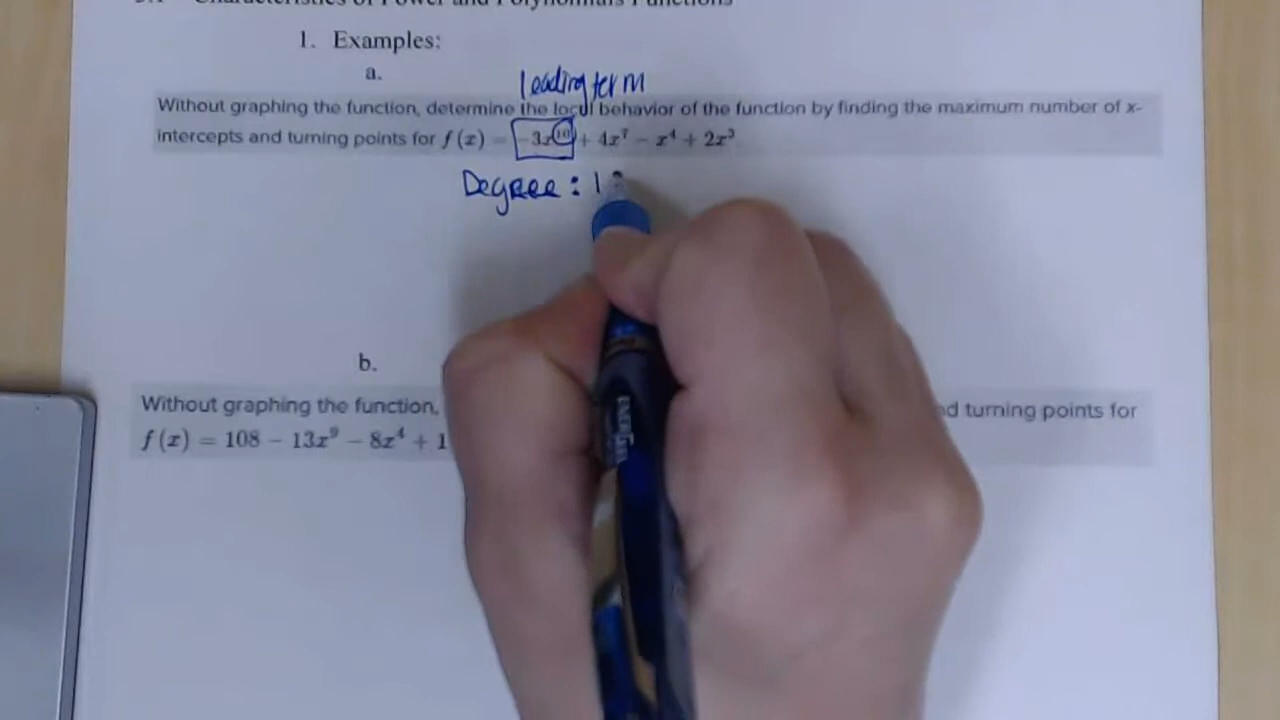 1. Examples:
a.
leading term
Without graphing the function, determine the local behavior of the function by finding the maximum number of x-
intercepts and turning points for f(x) = -3x¹⁰ + 4x⁷ − x⁴ + 2x³
Degree: 1
b.
Without graphing the function, nd turning points for
f(x) = 108 − 13x⁹ − 8x⁴ + 1